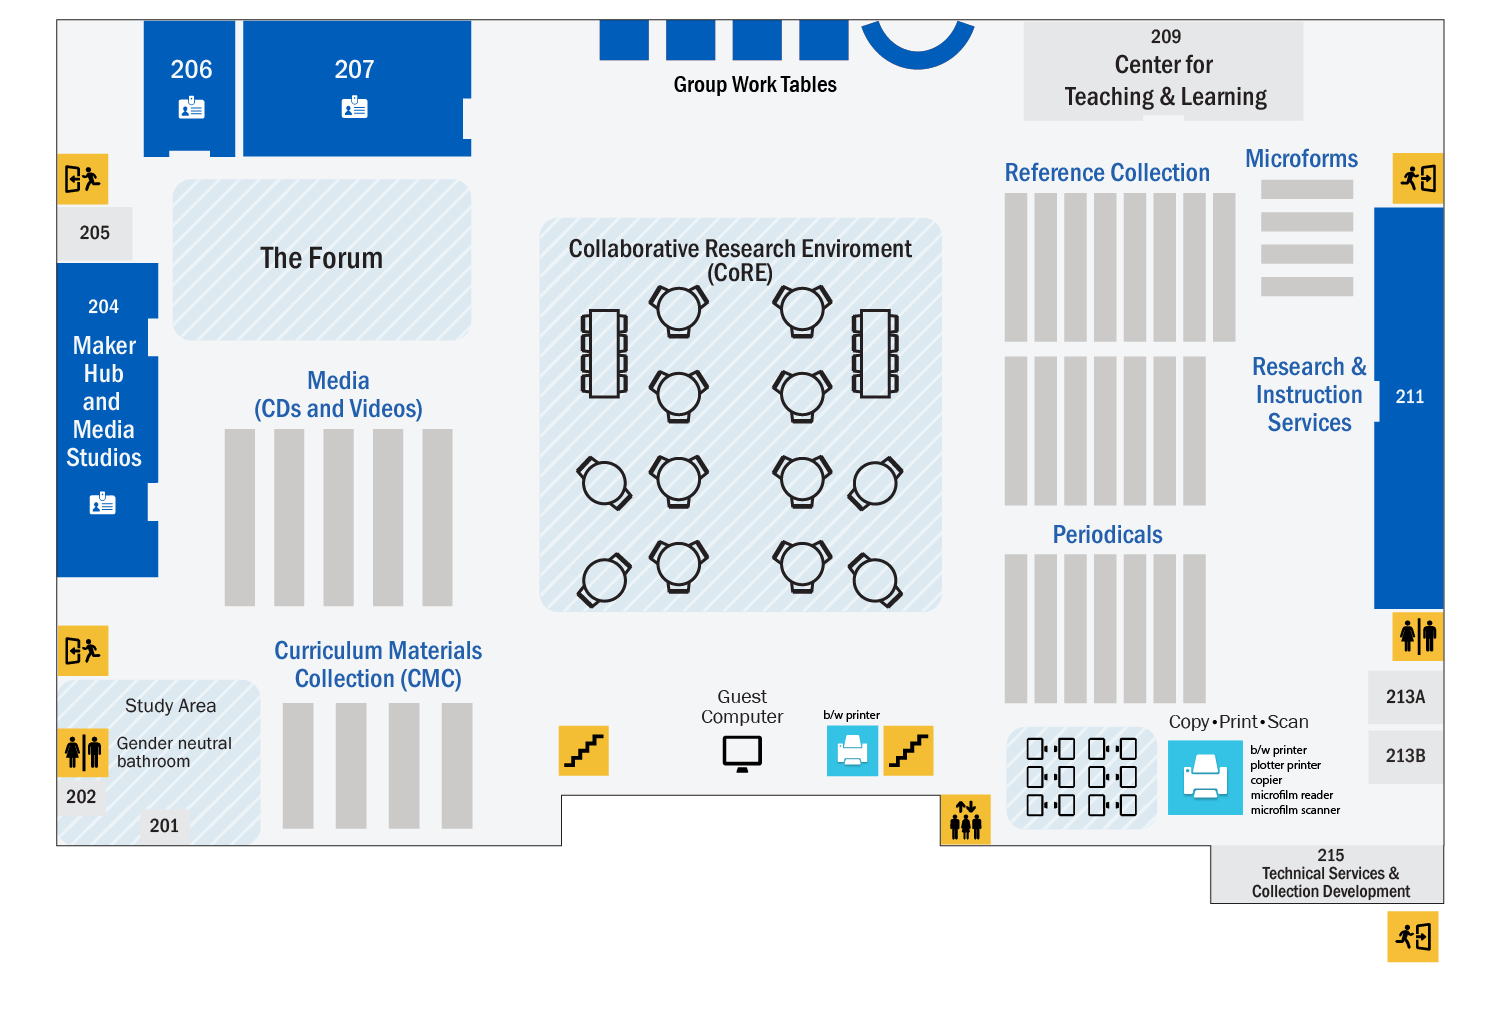 206
207
Group Work Tables
209
Center for
Teaching & Learning
Reference Collection
Microforms
205
The Forum
Collaborative Research Enviroment
(CoRE)
204
Maker
Hub
and
Media
Studios
Media
(CDs and Videos)
Research &
Instruction
Services
211
Periodicals
Curriculum Materials
Collection (CMC)
Study Area
Gender neutral
bathroom
202
201
Guest
Computer
b/w printer
Copy•Print•Scan
b/w printer
plotter printer
copier
microfilm reader
microfilm scanner
213A
213B
215
Technical Services &
Collection Development